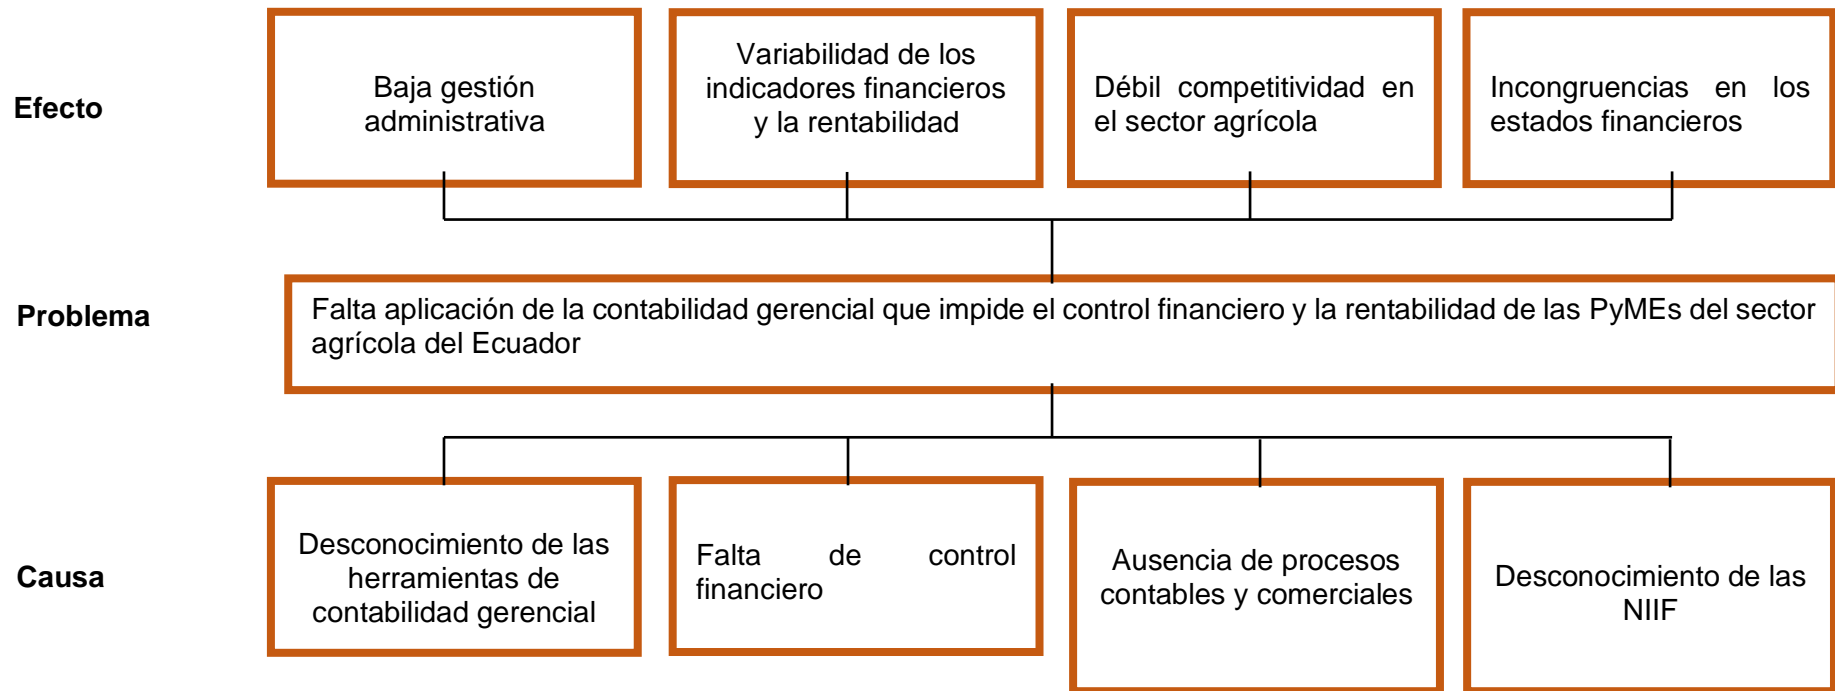 Efecto
Baja gestión
administrativa
Variabilidad de los
indicadores financieros
y la rentabilidad
Débil competitividad en
el sector agrícola
Incongruencias en los
estados financieros
Problema
Falta aplicación de la contabilidad gerencial que impide el control financiero y la rentabilidad de las PyMEs del sector
agrícola del Ecuador
Causa
Desconocimiento de las
herramientas de
contabilidad gerencial
Falta de control
financiero
Ausencia de procesos
contables y comerciales
Desconocimiento de las
NIIF